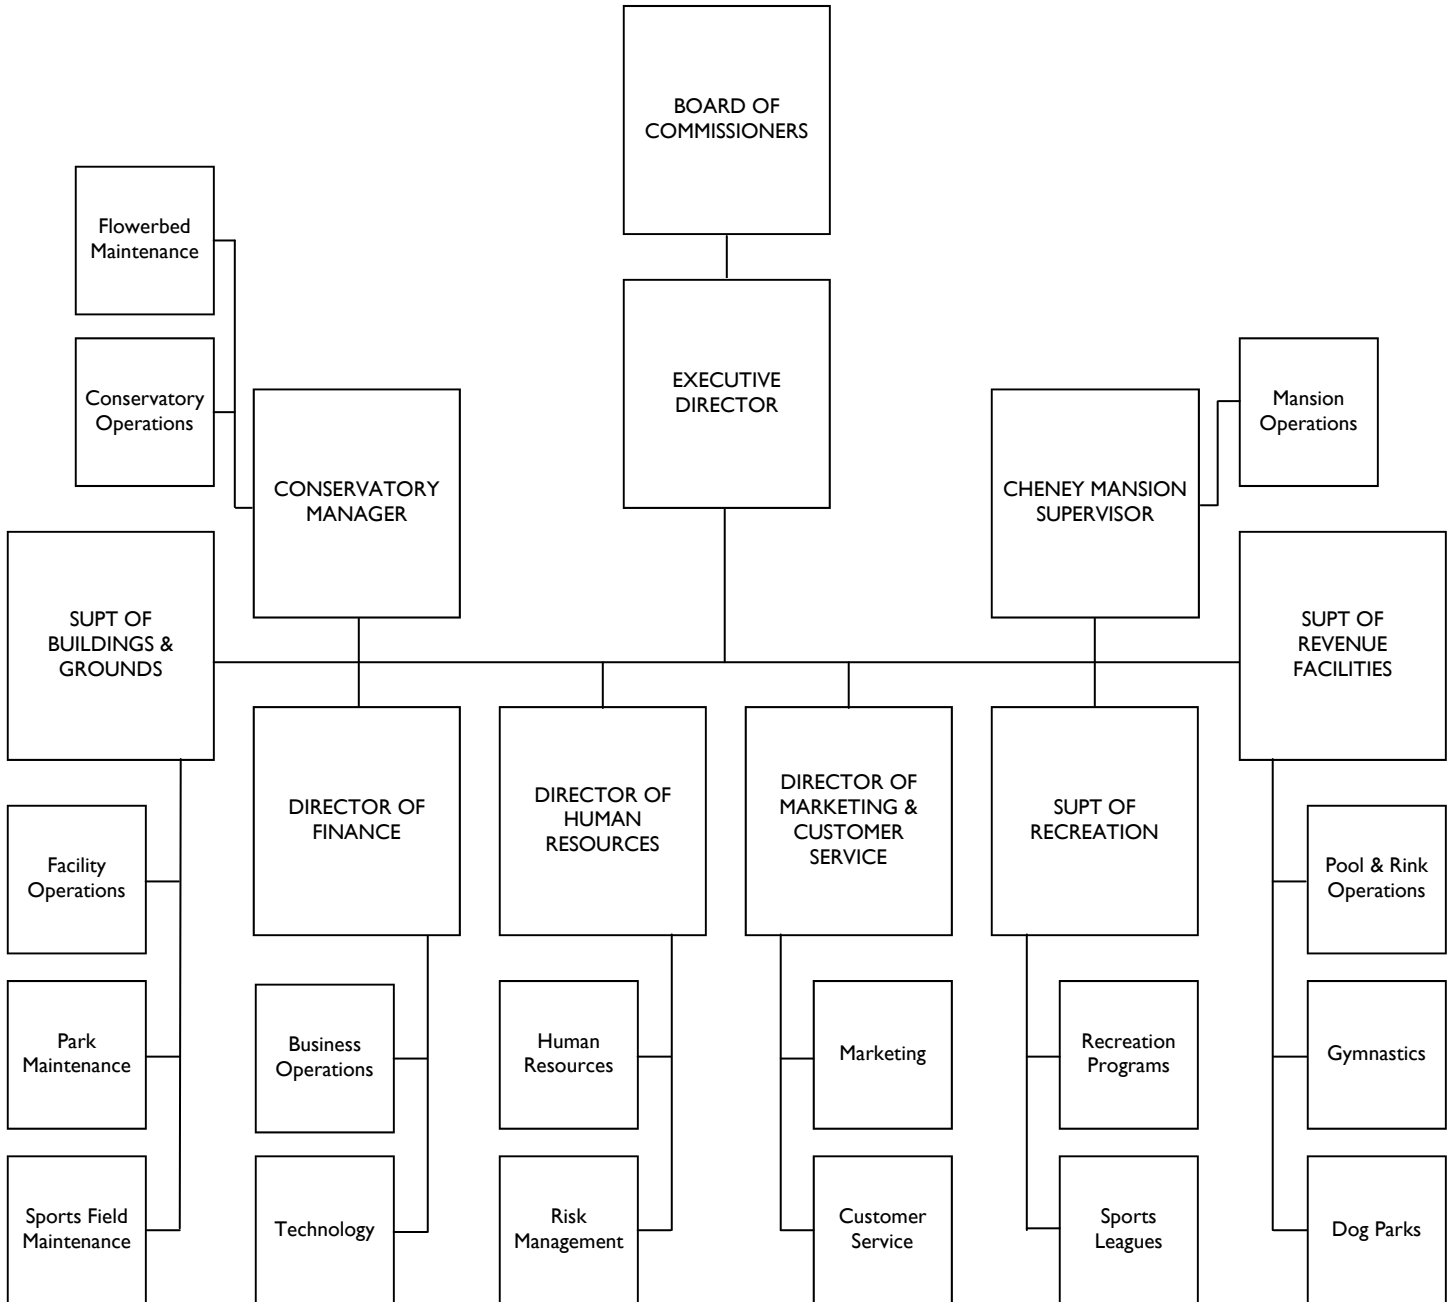 BOARD OF
COMMISSIONERS
Flowerbed
Maintenance
EXECUTIVE
DIRECTOR
Conservatory
Operations
Mansion
Operations
CONSERVATORY
MANAGER
CHENEY MANSION
SUPERVISOR
SUPT OF
BUILDINGS &
GROUNDS
SUPT OF
REVENUE
FACILITIES
DIRECTOR OF
FINANCE
DIRECTOR OF
HUMAN
RESOURCES
DIRECTOR OF
MARKETING &
CUSTOMER
SERVICE
SUPT OF
RECREATION
Facility
Operations
Pool & Rink
Operations
Park
Maintenance
Business
Operations
Human
Resources
Marketing
Recreation
Programs
Gymnastics
Sports Field
Maintenance
Technology
Risk
Management
Customer
Service
Sports
Leagues
Dog Parks